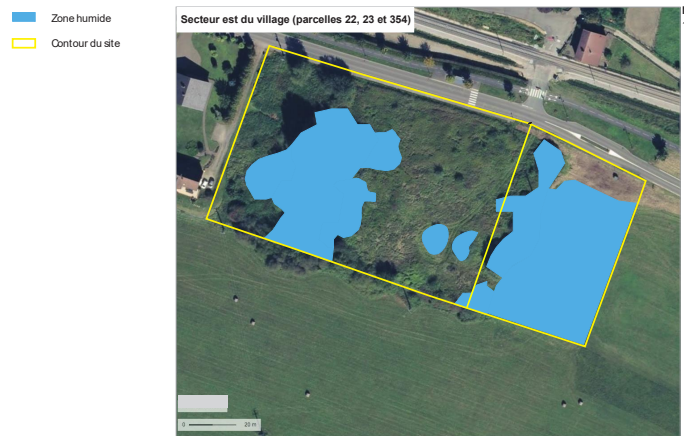 Zone humide
Contour du site
Secteur est du village (parcelles 22, 23 et 354)
0 20 m